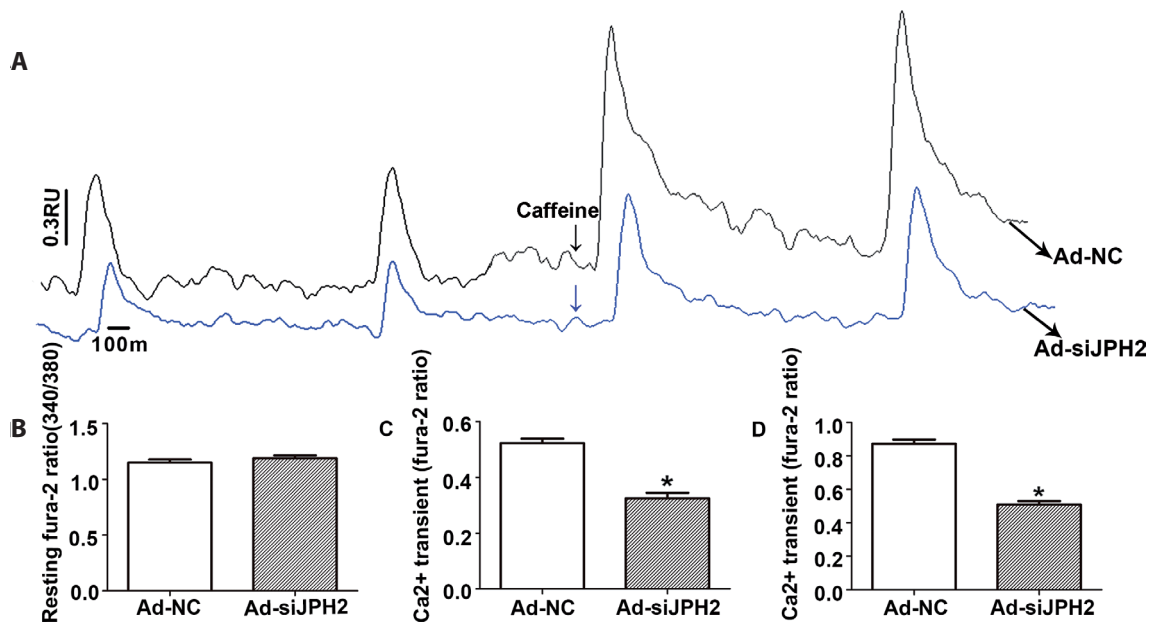 A
0.3RU
Caffeine
Ad-NC
100m
Ad-siJPH2
B
Resting fura-2 ratio(340/380)
1.5
1.0
0.5
0.0
Ad-NC
Ad-siJPH2
C
Ca2+ transient (fura-2 ratio)
0.6
0.4
0.2
0.0
*
Ad-NC
Ad-siJPH2
D
Ca2+ transient (fura-2 ratio)
1.0
0.8
0.6
0.4
0.2
0.0
*
Ad-NC
Ad-siJPH2